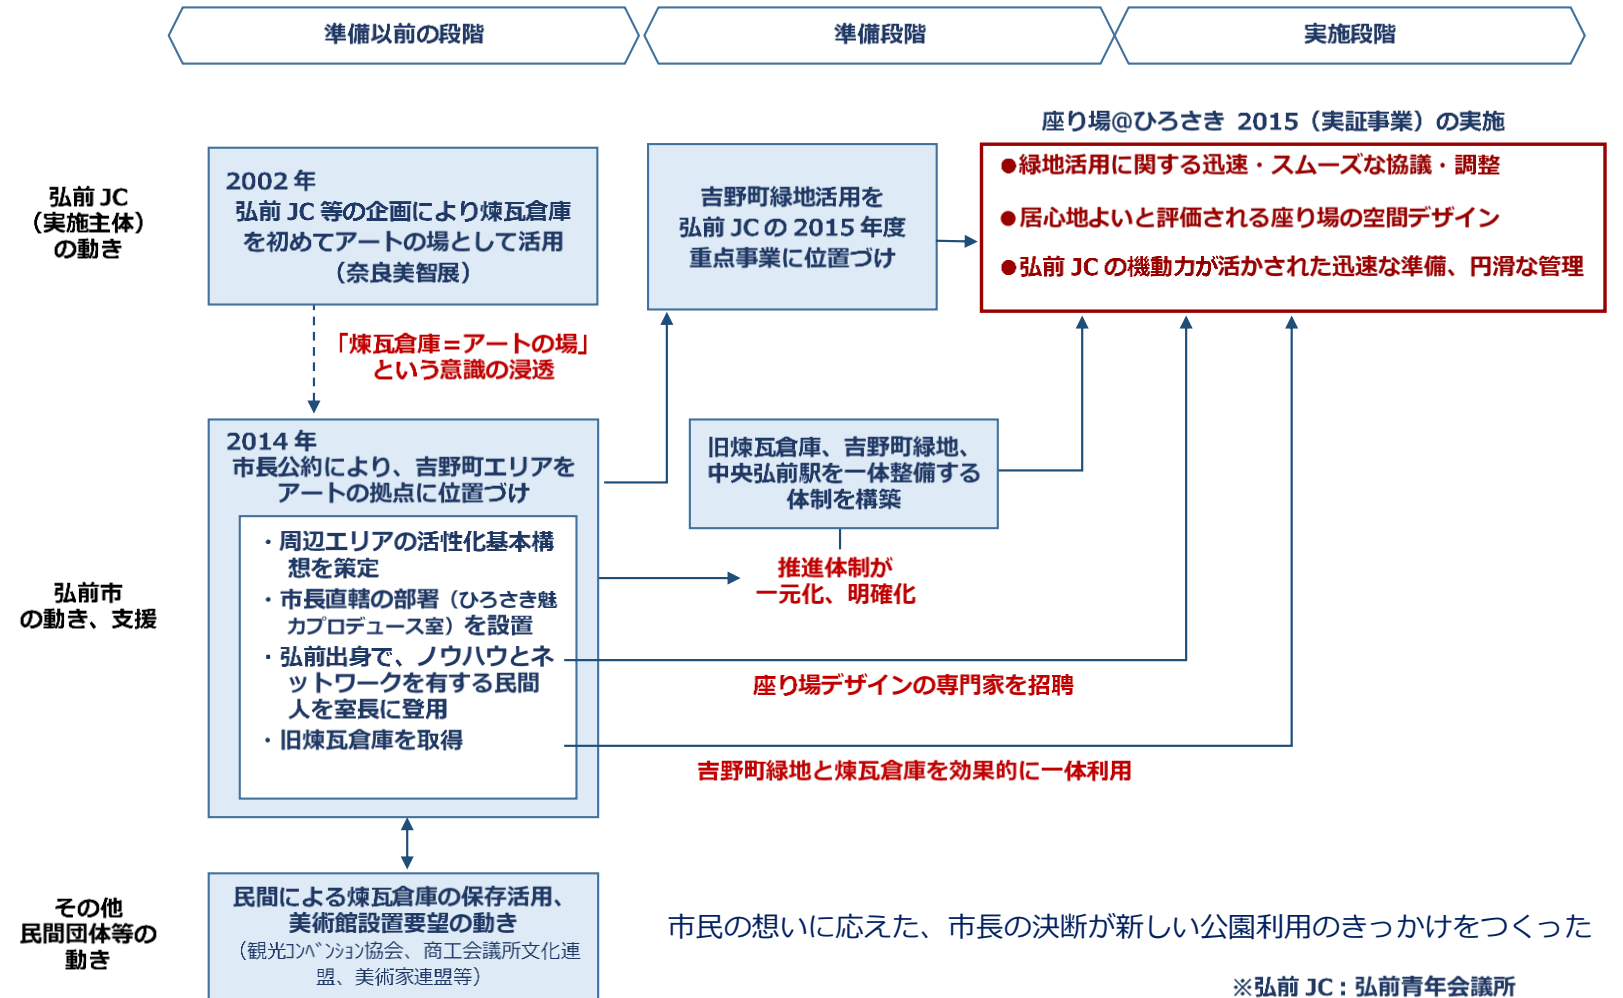 準備以前の段階
準備段階
実施段階
座り場@ひろさき 2015（実証事業）の実施
弘前 JC
（実施主体）
の動き
2002 年
弘前 JC 等の企画により煉瓦倉庫
を初めてアートの場として活用
（奈良美智展）
吉野町緑地活用を
弘前 JC の 2015 年度
重点事業に位置づけ
●緑地活用に関する迅速・スムーズな協議・調整
●居心地よいと評価される座り場の空間デザイン
●弘前 JC の機動力が活かされた迅速な準備、円滑な管理
「煉瓦倉庫＝アートの場」
という意識の浸透
弘前市
の動き、支援
2014 年
市長公約により、吉野町エリアを
アートの拠点に位置づけ
・周辺エリアの活性化基本構
想を策定
・市長直轄の部署（ひろさき魅
力プロデュース室）を設置
・弘前出身で、ノウハウとネ
ットワークを有する民間
人を室長に登用
・旧煉瓦倉庫を取得
旧煉瓦倉庫、吉野町緑地、
中央弘前駅を一体整備する
体制を構築
推進体制が
一元化、明確化
座り場デザインの専門家を招聘
吉野町緑地と煉瓦倉庫を効果的に一体利用
その他
民間団体等の
動き
民間による煉瓦倉庫の保存活用、
美術館設置要望の動き
（観光ｺﾝﾍﾞﾝｼｮﾝ協会、商工会議所文化連
盟、美術家連盟等）
市民の想いに応えた、市長の決断が新しい公園利用のきっかけをつくった
※弘前 JC：弘前青年会議所